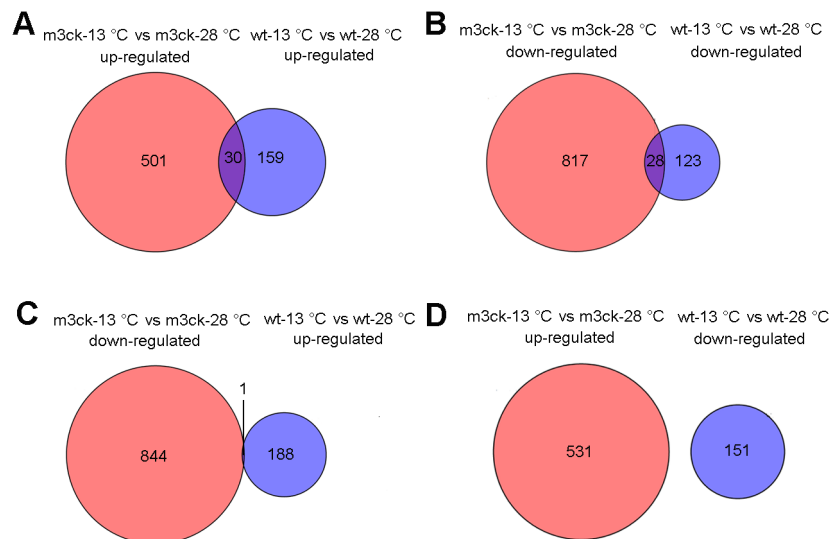 A
m3ck-13 °C vs m3ck-28 °C wt-13 °C vs wt-28 °C
up-regulated up-regulated
501 30 159
B
m3ck-13 °C vs m3ck-28 °C wt-13 °C vs wt-28 °C
down-regulated down-regulated
817 28 123
C
m3ck-13 °C vs m3ck-28 °C wt-13 °C vs wt-28 °C
down-regulated up-regulated
1
844 188
D
m3ck-13 °C vs m3ck-28 °C wt-13 °C vs wt-28 °C
up-regulated down-regulated
531 151